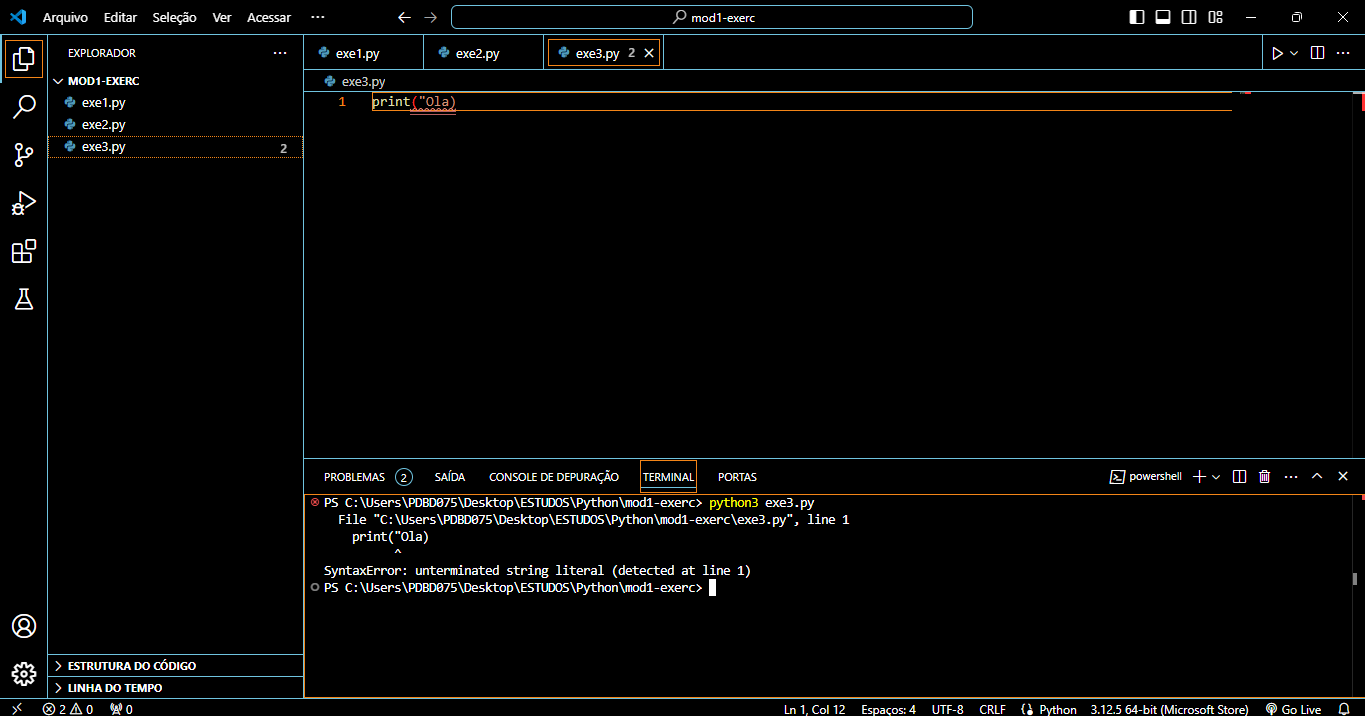 Arquivo Editar Seleção Ver Acessar ··· mod1-exerc
EXPLORADOR ···
MOD1-EXERC
exe1.py
exe2.py
exe3.py 2
ESTRUTURA DO CÓDIGO
LINHA DO TEMPO
exe1.py exe2.py exe3.py 2
exe3.py
1 print("Ola)
PROBLEMAS 2 SAÍDA CONSOLE DE DEPURAÇÃO TERMINAL PORTAS powershell
PS C:\Users\PDBD075\Desktop\ESTUDOS\Python\mod1-exerc> python3 exe3.py
File "C:\Users\PDBD075\Desktop\ESTUDOS\Python\mod1-exerc\exe3.py", line 1
print("Ola)
^
SyntaxError: unterminated string literal (detected at line 1)
PS C:\Users\PDBD075\Desktop\ESTUDOS\Python\mod1-exerc>
2 0 0 Ln 1, Col 12 Espaços: 4 UTF-8 CRLF Python 3.12.5 64-bit (Microsoft Store) Go Live